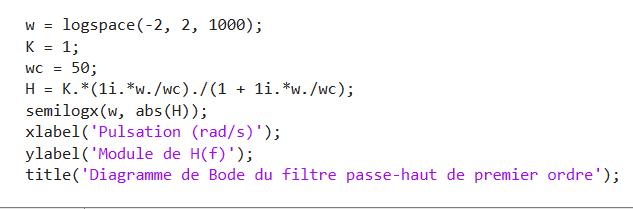 w = logspace(-2, 2, 1000);
K = 1;
wc = 50;
H = K.*(1i.*w./wc)./(1 + 1i.*w./wc);
semilogx(w, abs(H));
xlabel('Pulsation (rad/s)');
ylabel('Module de H(f)');
title('Diagramme de Bode du filtre passe-haut de premier ordre');